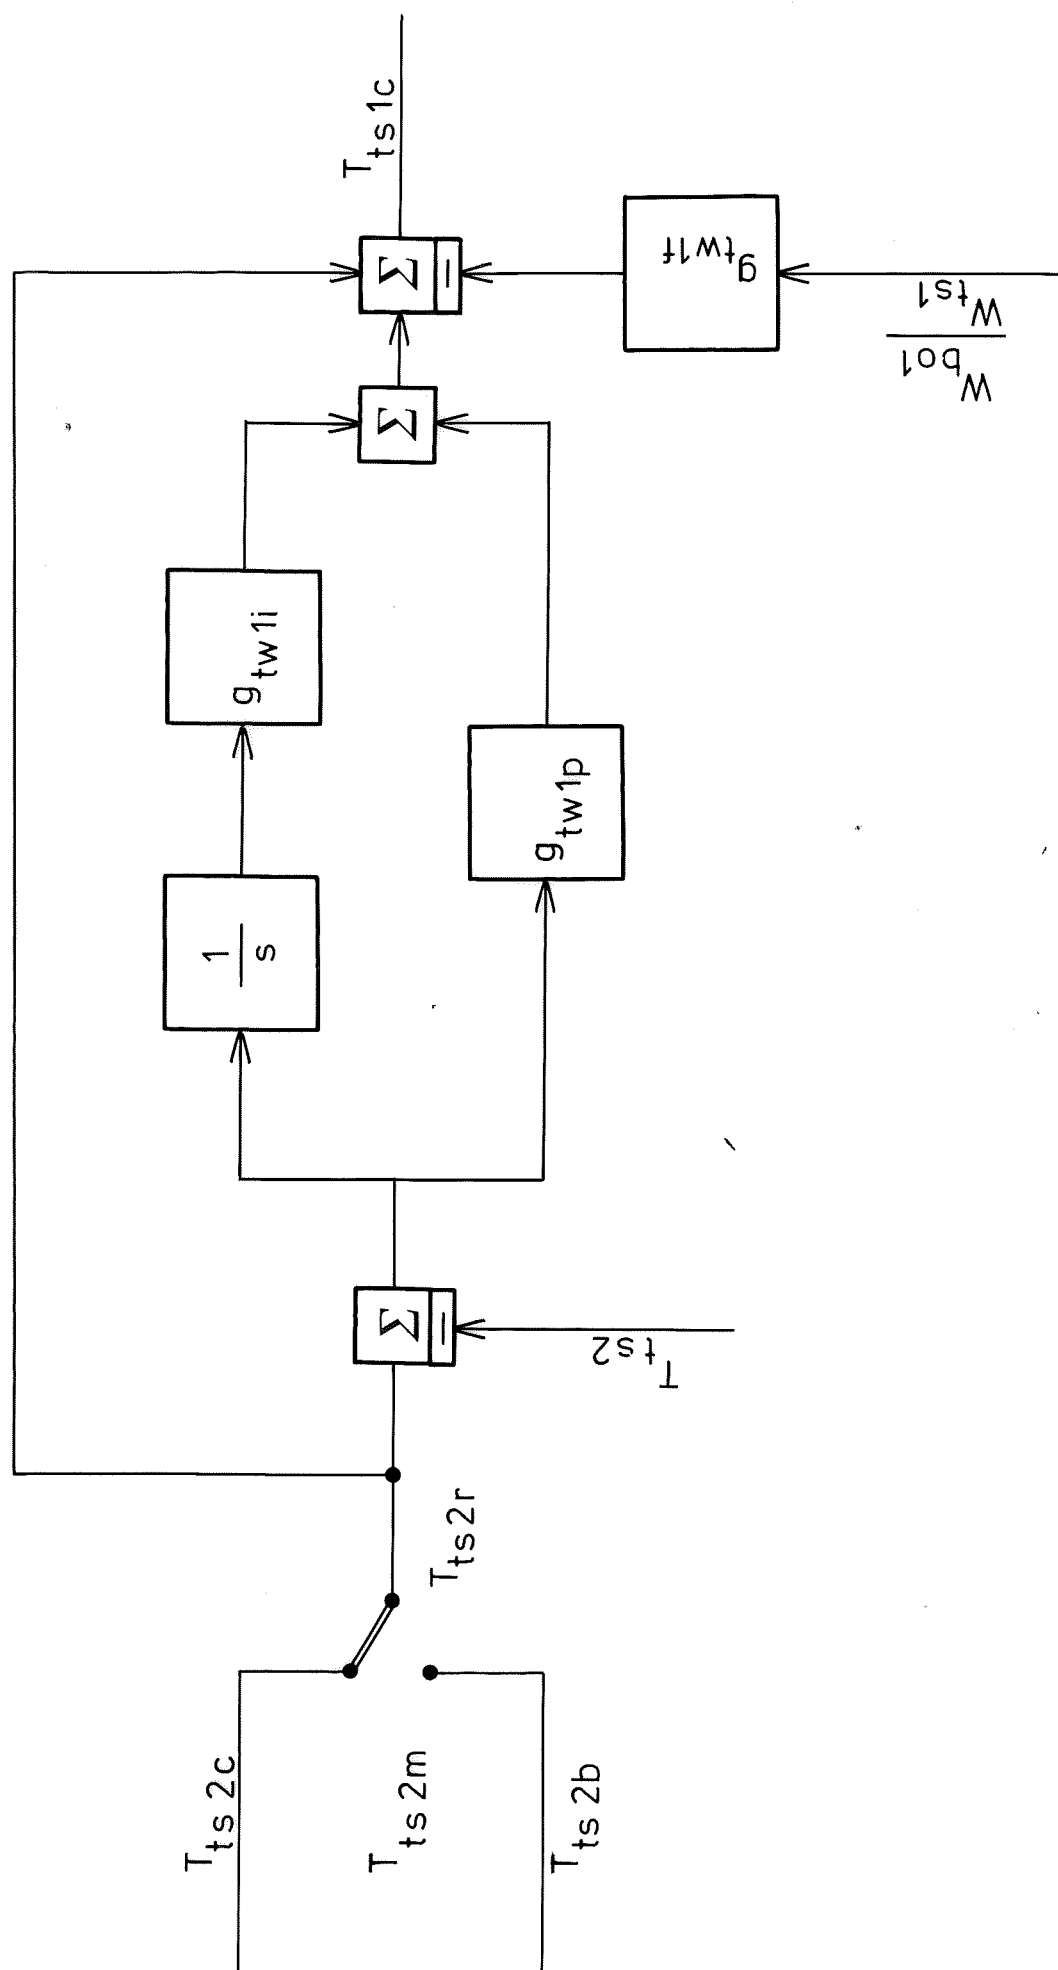 T_ts2c
T_ts2m
T_ts2b
T_ts2r
Σ
−
T_ts2
1
s
g_tw1i
g_tw1p
Σ
Σ
−
g_tw1f
W_bo1
W_ts1
T_ts1c